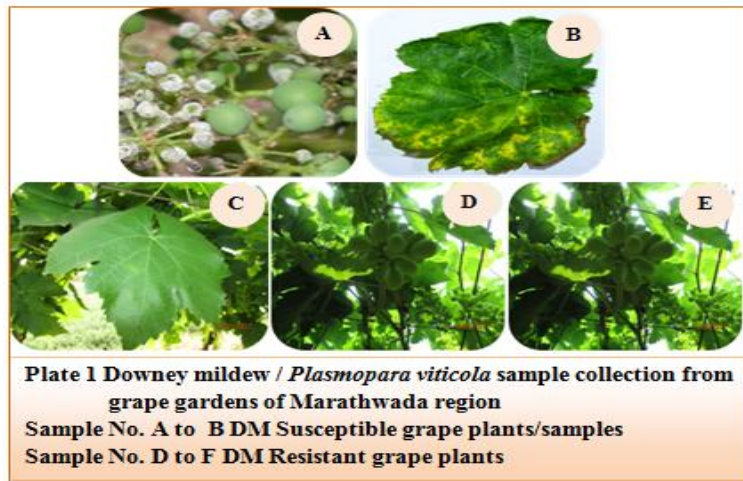 A
B
C
D
E
Plate 1 Downey mildew / Plasmopara viticola sample collection from
grape gardens of Marathwada region
Sample No. A to B DM Susceptible grape plants/samples
Sample No. D to F DM Resistant grape plants